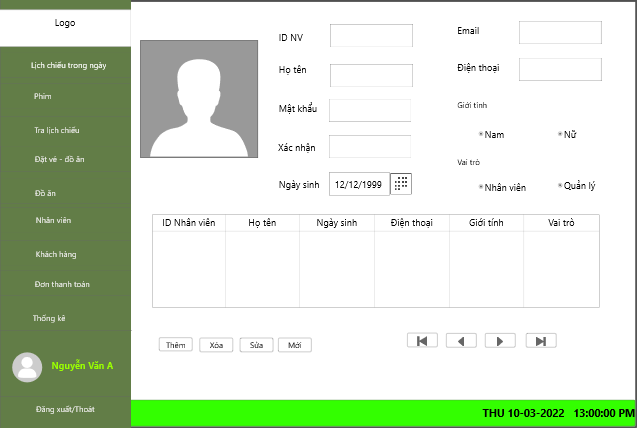 Logo
Lịch chiếu trong ngày
Phim
Tra lịch chiếu
Đặt vé - đồ ăn
Đồ ăn
Nhân viên
Khách hàng
Đơn thanh toán
Thống kê
Nguyễn Văn A
Đăng xuất/Thoát
ID NV
Họ tên
Mật khẩu
Xác nhận
Ngày sinh 12/12/1999
Email
Điện thoại
Giới tính
Nam Nữ
Vai trò
Nhân viên Quản lý
ID Nhân viên Họ tên Ngày sinh Điện thoại Giới tính Vai trò
Thêm Xóa Sửa Mới
THU 10-03-2022 13:00:00 PM